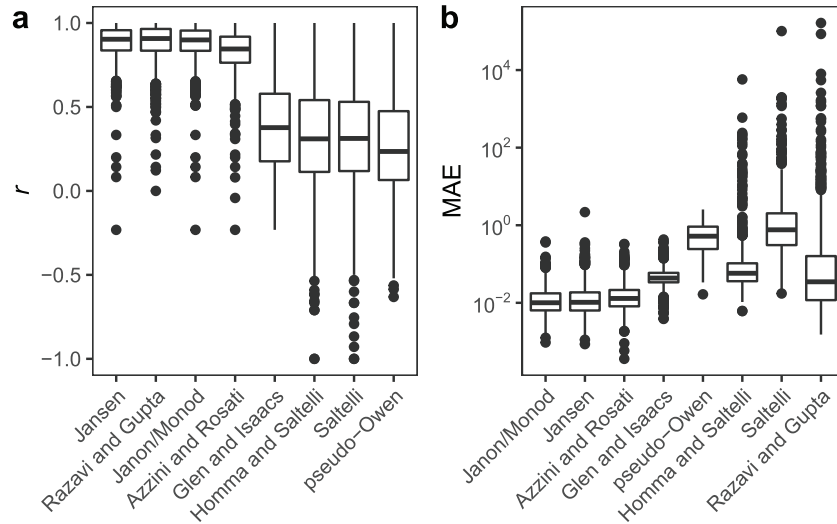 a
1.0
0.5
0.0
−0.5
−1.0
r
Jansen
Razavi and Gupta
Janon/Monod
Azzini and Rosati
Glen and Isaacs
Homma and Saltelli
Saltelli
pseudo−Owen
b
10^4
10^2
10^0
10^−2
MAE
Janon/Monod
Jansen
Azzini and Rosati
Glen and Isaacs
pseudo−Owen
Homma and Saltelli
Saltelli
Razavi and Gupta